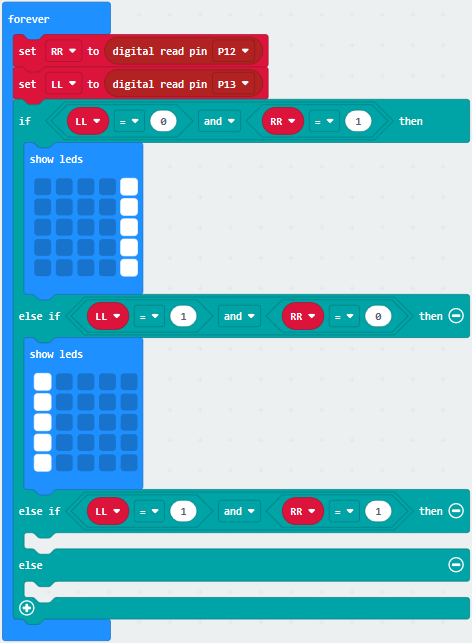 forever
set RR to digital read pin P12
set LL to digital read pin P13
if LL = 0 and RR = 1 then
show leds
else if LL = 1 and RR = 0 then
show leds
else if LL = 1 and RR = 1 then
else